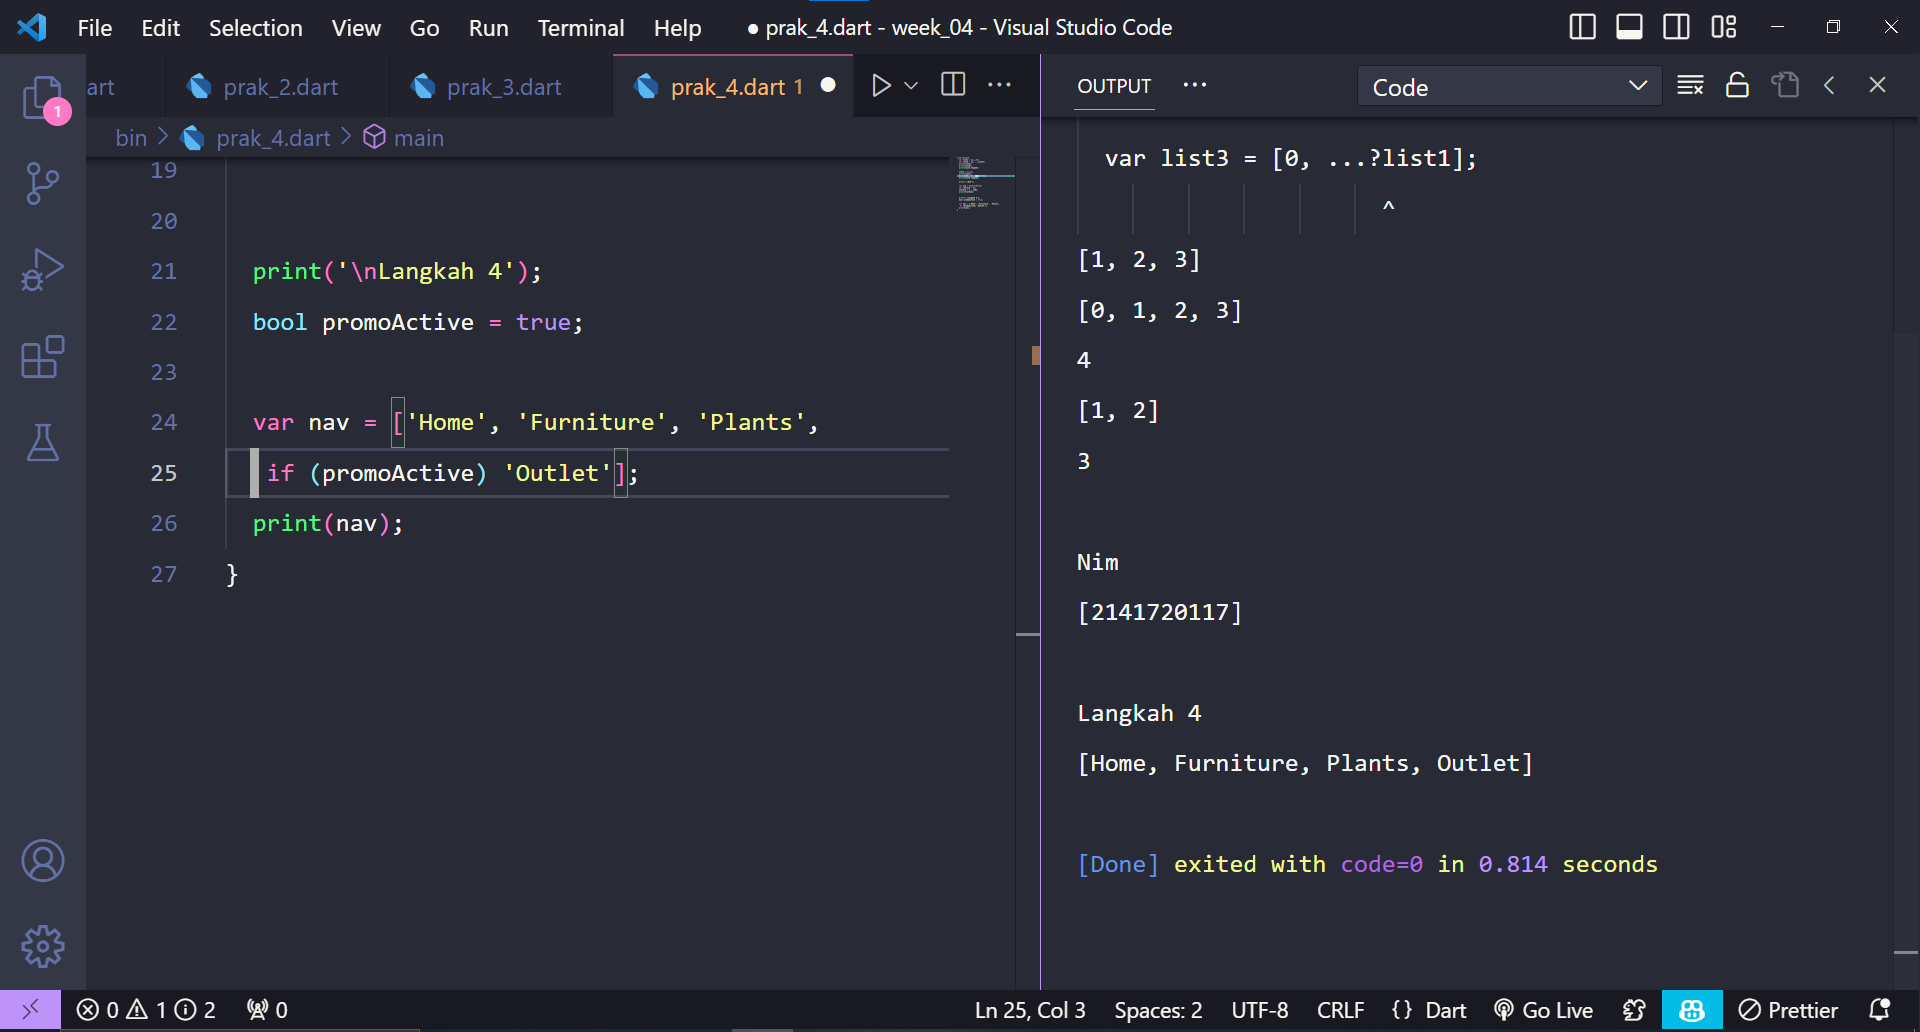 File Edit Selection View Go Run Terminal Help ● prak_4.dart - week_04 - Visual Studio Code
1
art prak_2.dart prak_3.dart prak_4.dart 1 ●
bin > prak_4.dart > main
19
20
21 print('\nLangkah 4');
22 bool promoActive = true;
23
24 var nav = ['Home', 'Furniture', 'Plants',
25 if (promoActive) 'Outlet'];
26 print(nav);
27 }
OUTPUT ··· Code
var list3 = [0, ...?list1];
^
[1, 2, 3]
[0, 1, 2, 3]
4
[1, 2]
3
Nim
[2141720117]
Langkah 4
[Home, Furniture, Plants, Outlet]
[Done] exited with code=0 in 0.814 seconds
0 1 2 0 Ln 25, Col 3 Spaces: 2 UTF-8 CRLF {} Dart Go Live Prettier